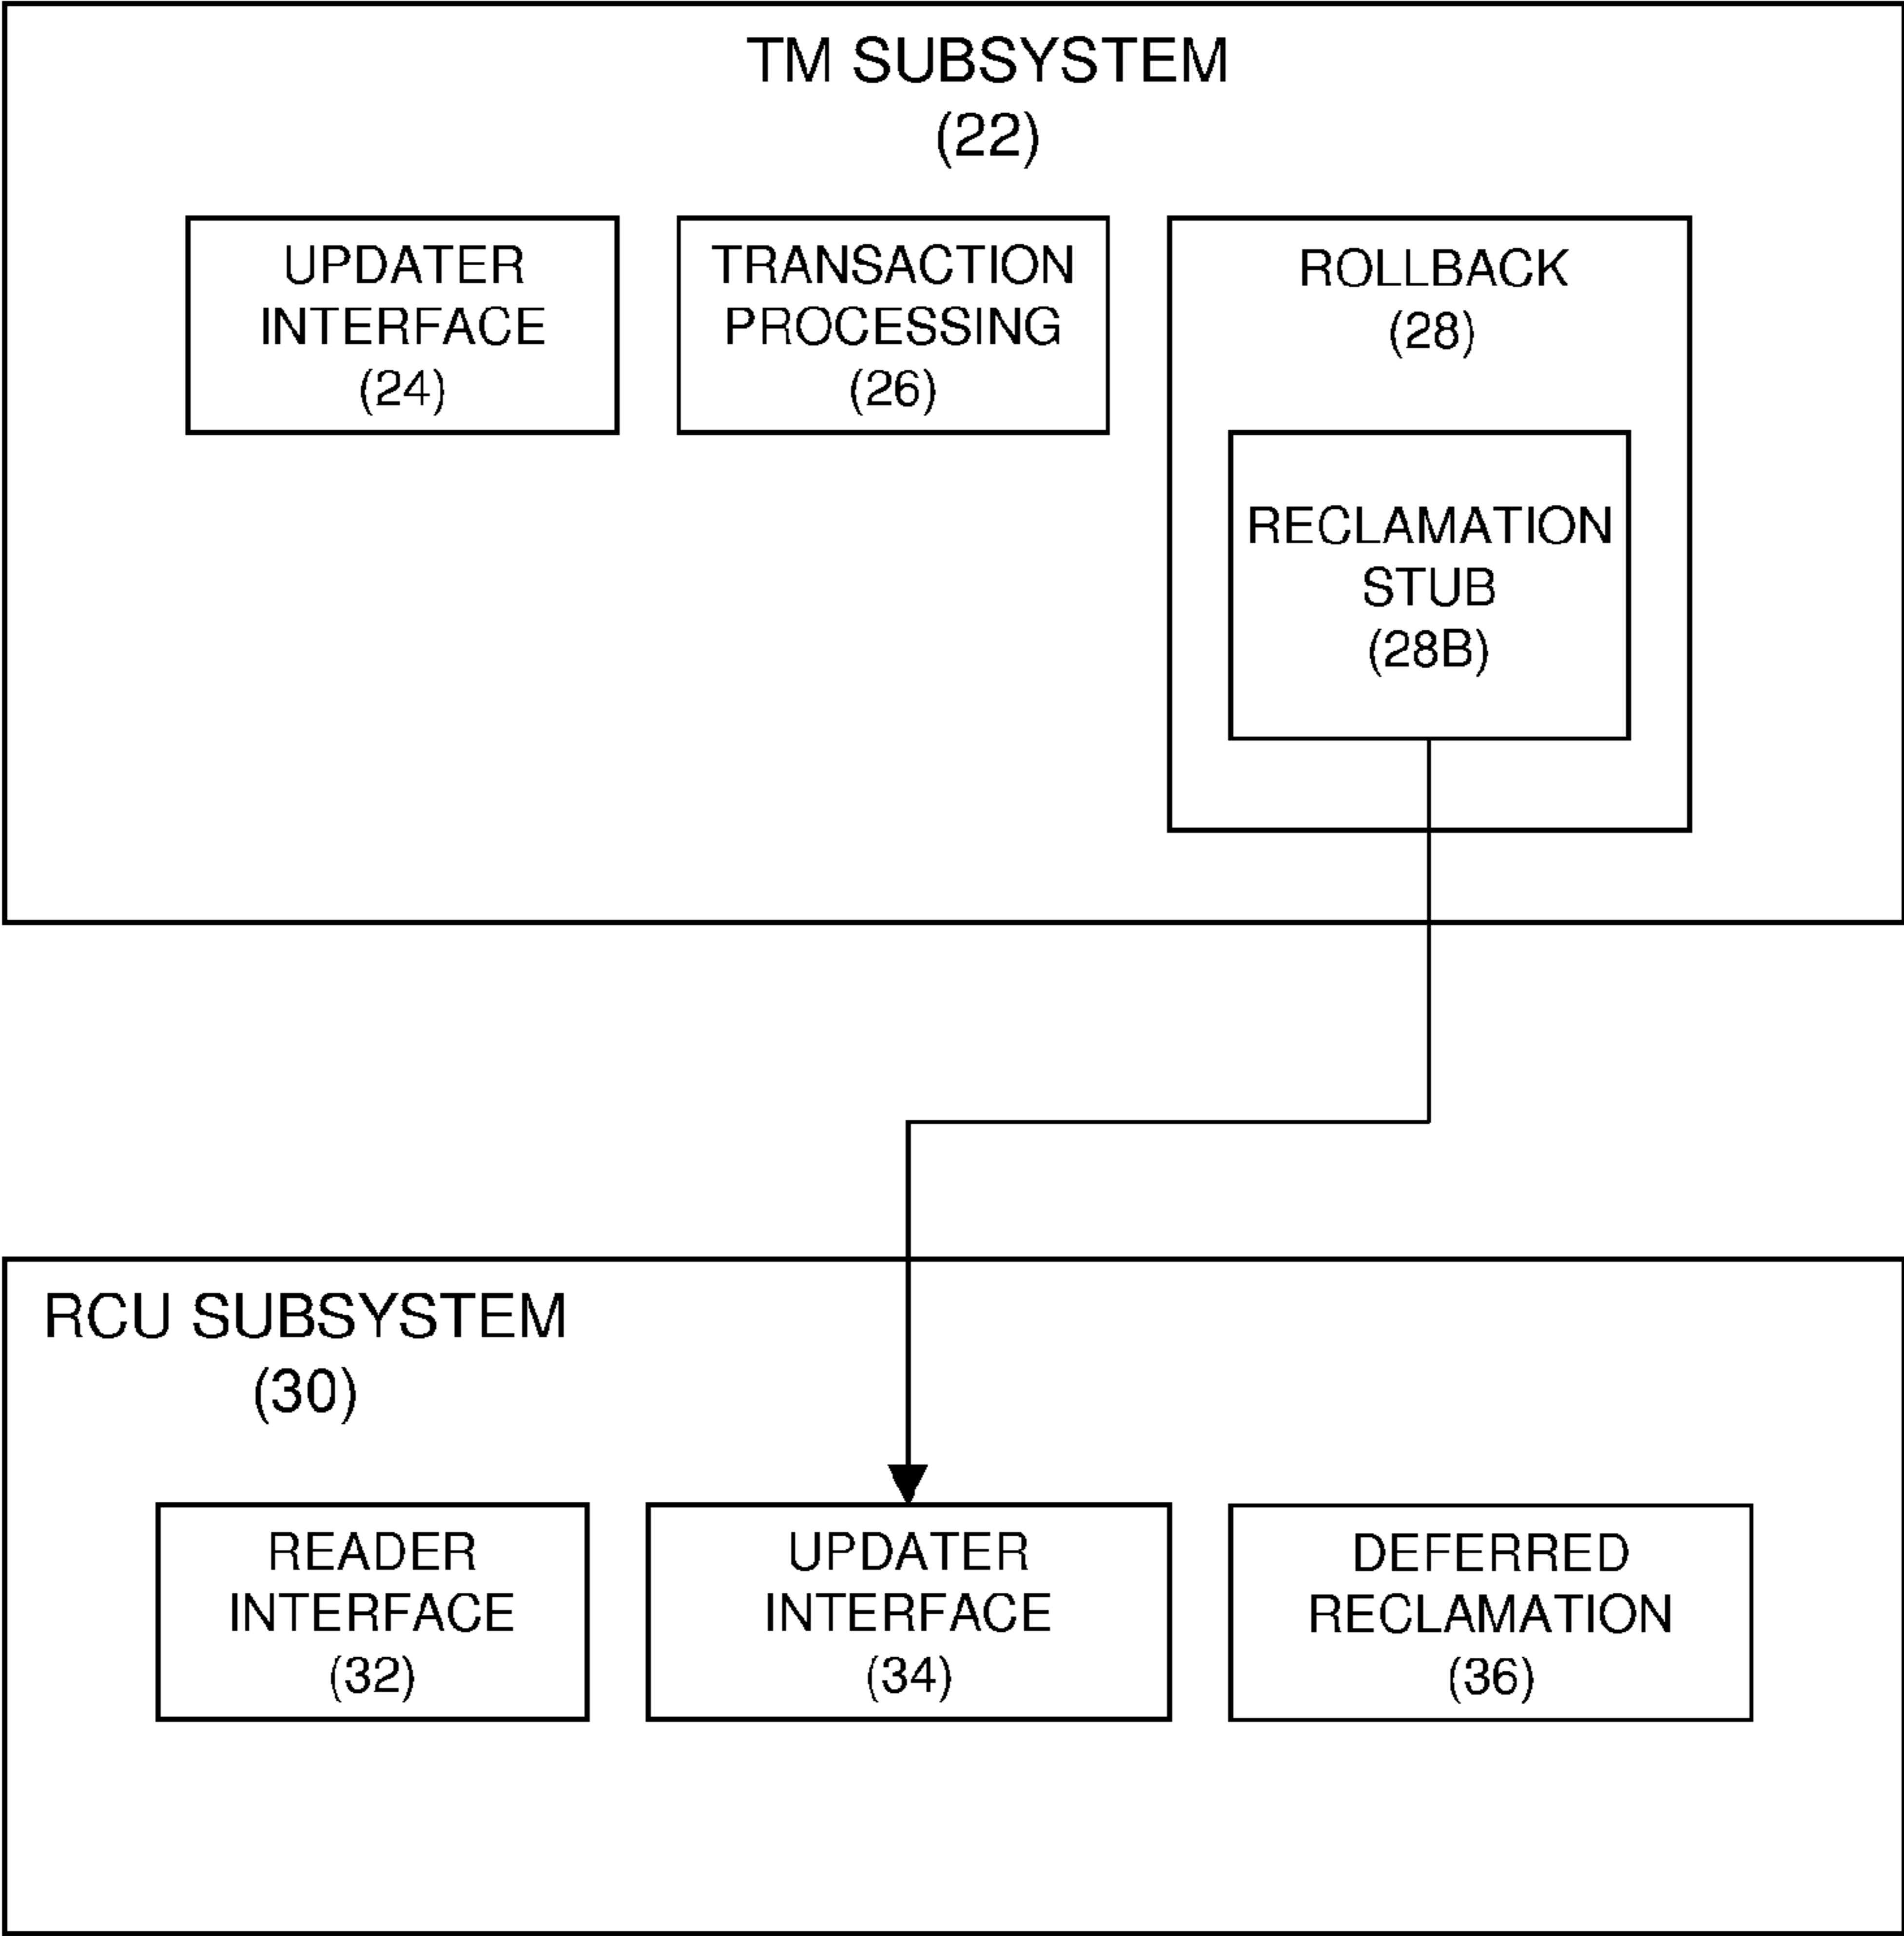 TM SUBSYSTEM
(22)
UPDATER
INTERFACE
(24)
TRANSACTION
PROCESSING
(26)
ROLLBACK
(28)
RECLAMATION
STUB
(28B)
RCU SUBSYSTEM
(30)
READER
INTERFACE
(32)
UPDATER
INTERFACE
(34)
DEFERRED
RECLAMATION
(36)